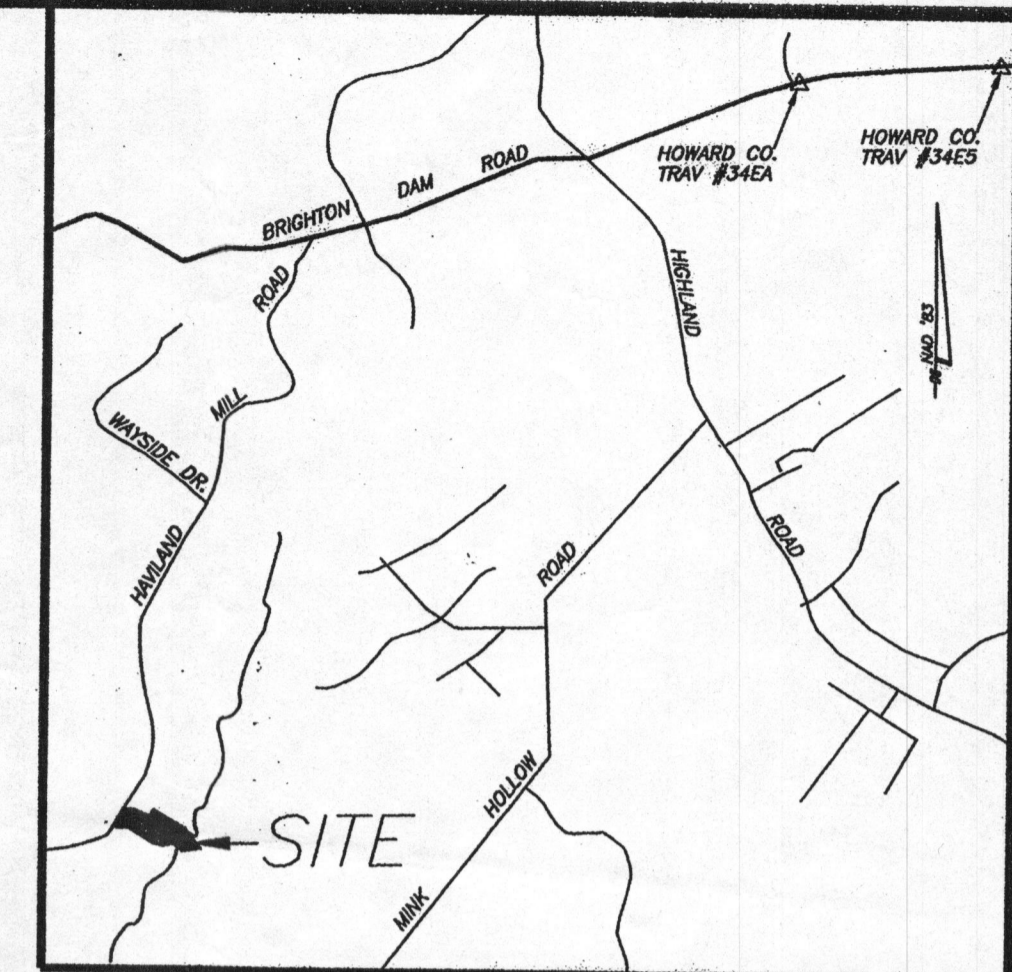 HOWARD CO.
TRAV #34EA
HOWARD CO.
TRAV #34E5
BRIGHTON DAM ROAD
HAVILAND MILL ROAD
WAYSIDE DR.
HIGHLAND ROAD
NAD '83
MINK HOLLOW ROAD
SITE